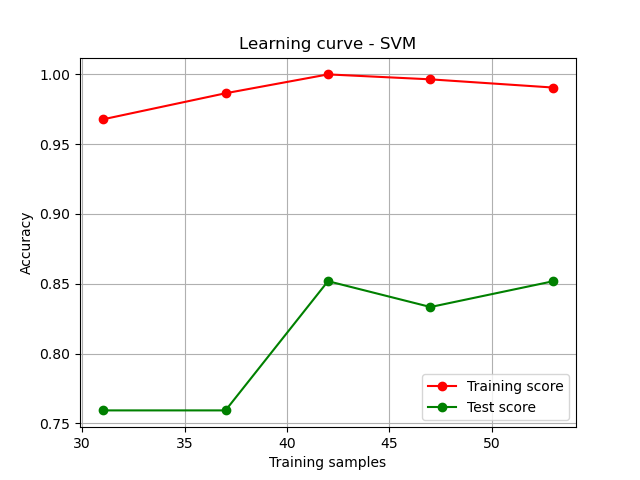 Learning curve - SVM
1.00
0.95
0.90
0.85
0.80
0.75
Accuracy
30 35 40 45 50
Training samples
Training score
Test score